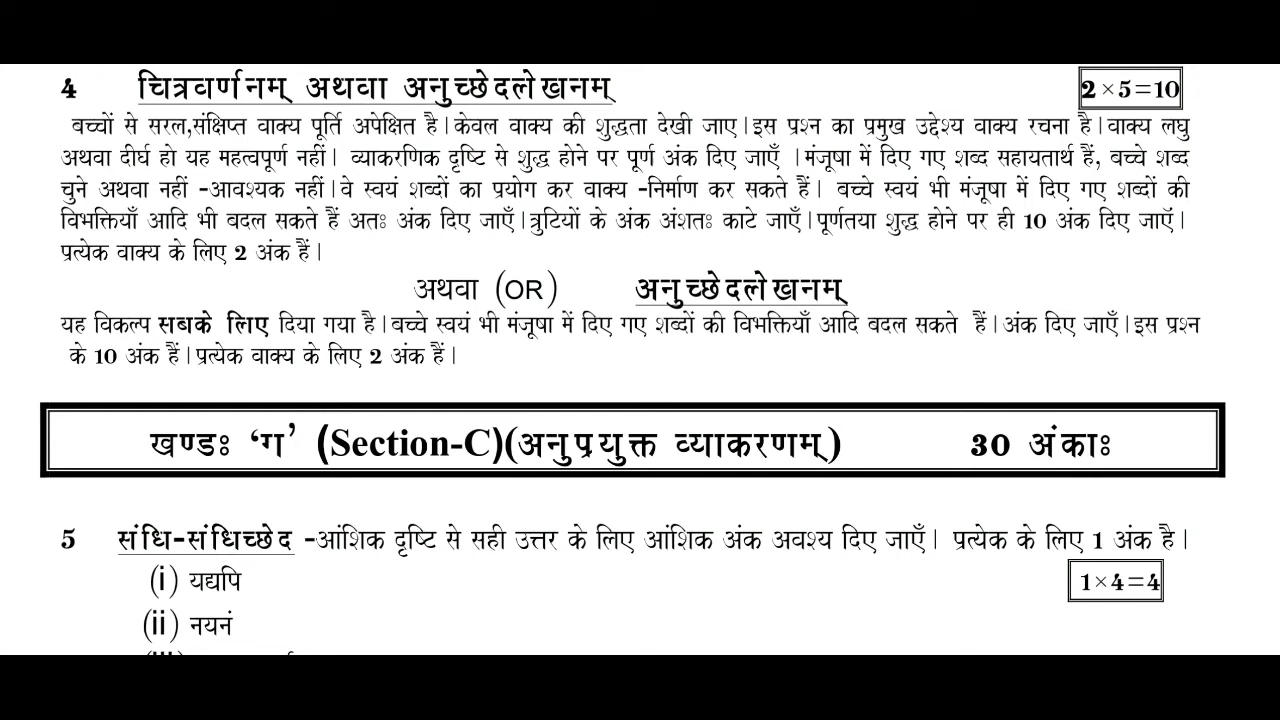 4 चित्रवर्णनम् अथवा अनुच्छेदलेखनम् 2×5=10
बच्चों से सरल,संक्षिप्त वाक्य पूर्ति अपेक्षित है। केवल वाक्य की शुद्धता देखी जाए। इस प्रश्न का प्रमुख उद्देश्य वाक्य रचना है। वाक्य लघु
अथवा दीर्घ हो यह महत्वपूर्ण नहीं। व्याकरणिक दृष्टि से शुद्ध होने पर पूर्ण अंक दिए जाएँ ।मंजूषा में दिए गए शब्द सहायतार्थ हैं, बच्चे शब्द
चुने अथवा नहीं -आवश्यक नहीं। वे स्वयं शब्दों का प्रयोग कर वाक्य -निर्माण कर सकते हैं। बच्चे स्वयं भी मंजूषा में दिए गए शब्दों की
विभक्तियाँ आदि भी बदल सकते हैं अतः अंक दिए जाएँ। त्रुटियों के अंक अंशतः काटे जाएँ। पूर्णतया शुद्ध होने पर ही 10 अंक दिए जाऍ।
प्रत्येक वाक्य के लिए 2 अंक हैं।
अथवा (OR) अनुच्छेदलेखनम्
यह विकल्प सबके लिए दिया गया है। बच्चे स्वयं भी मंजूषा में दिए गए शब्दों की विभक्तियाँ आदि बदल सकते हैं। अंक दिए जाएँ। इस प्रश्न
के 10 अंक हैं। प्रत्येक वाक्य के लिए 2 अंक हैं।
खण्डः ‘ग’ (Section-C)(अनुप्रयुक्त व्याकरणम्) 30 अंकाः
5 संधि-संधिच्छेद -आंशिक दृष्टि से सही उत्तर के लिए आंशिक अंक अवश्य दिए जाएँ। प्रत्येक के लिए 1 अंक है।
(i) यद्यपि 1×4=4
(ii) नयनं